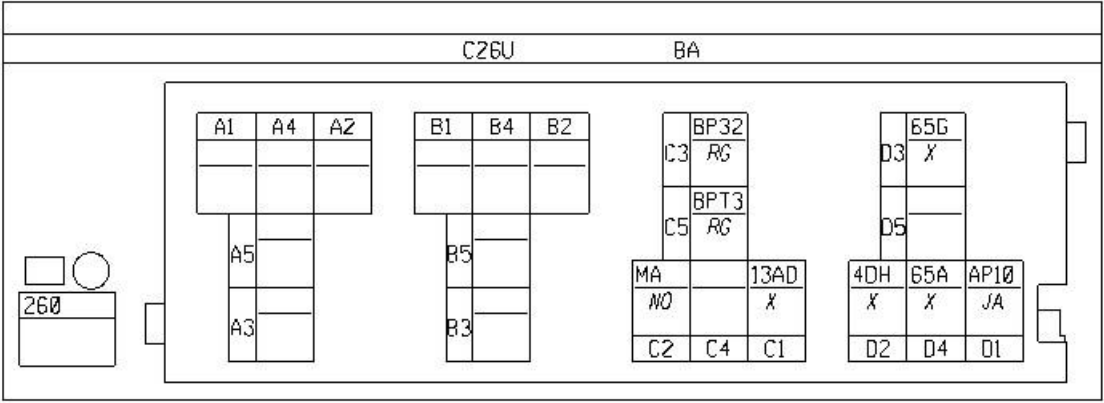 C26U BA
A1 A4 A2 B1 B4 B2 BP32 65G
C3 RG D3 X
BPT3
C5 RG D5
A5 B5
MA 13AD 4DH 65A AP10
260 NO X X X JA
A3 B3
C2 C4 C1 D2 D4 D1